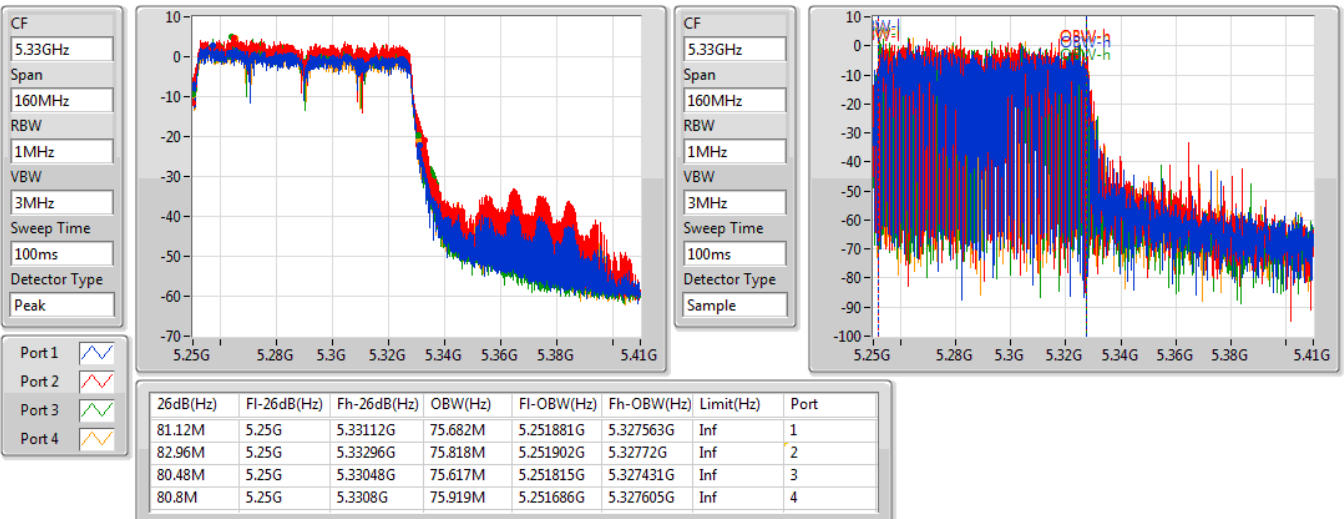 CF
5.33GHz
Span
160MHz
RBW
1MHz
VBW
3MHz
Sweep Time
100ms
Detector Type
Peak
10
0
-10
-20
-30
-40
-50
-60
-70
5.25G 5.28G 5.3G 5.32G 5.34G 5.36G 5.38G 5.41G
CF
5.33GHz
Span
160MHz
RBW
1MHz
VBW
3MHz
Sweep Time
100ms
Detector Type
Sample
10
0
-10
-20
-30
-40
-50
-60
-70
-80
-90
-100
OBW-h
OBW-h
5.25G 5.28G 5.3G 5.32G 5.34G 5.36G 5.38G 5.41G
Port 1
Port 2
Port 3
Port 4
26dB(Hz) Fl-26dB(Hz) Fh-26dB(Hz) OBW(Hz) Fl-OBW(Hz) Fh-OBW(Hz) Limit(Hz) Port
81.12M 5.25G 5.33112G 75.682M 5.251881G 5.327563G Inf 1
82.96M 5.25G 5.33296G 75.818M 5.251902G 5.32772G Inf 2
80.48M 5.25G 5.33048G 75.617M 5.251815G 5.327431G Inf 3
80.8M 5.25G 5.3308G 75.919M 5.251686G 5.327605G Inf 4